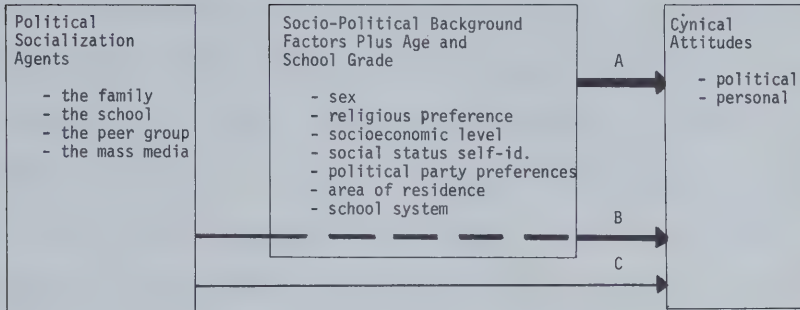 Political
Socialization
Agents
- the family
- the school
- the peer group
- the mass media
Socio-Political Background
Factors Plus Age and
School Grade
- sex
- religious preference
- socioeconomic level
- social status self-id.
- political party preferences
- area of residence
- school system
A
B
C
Cynical
Attitudes
- political
- personal